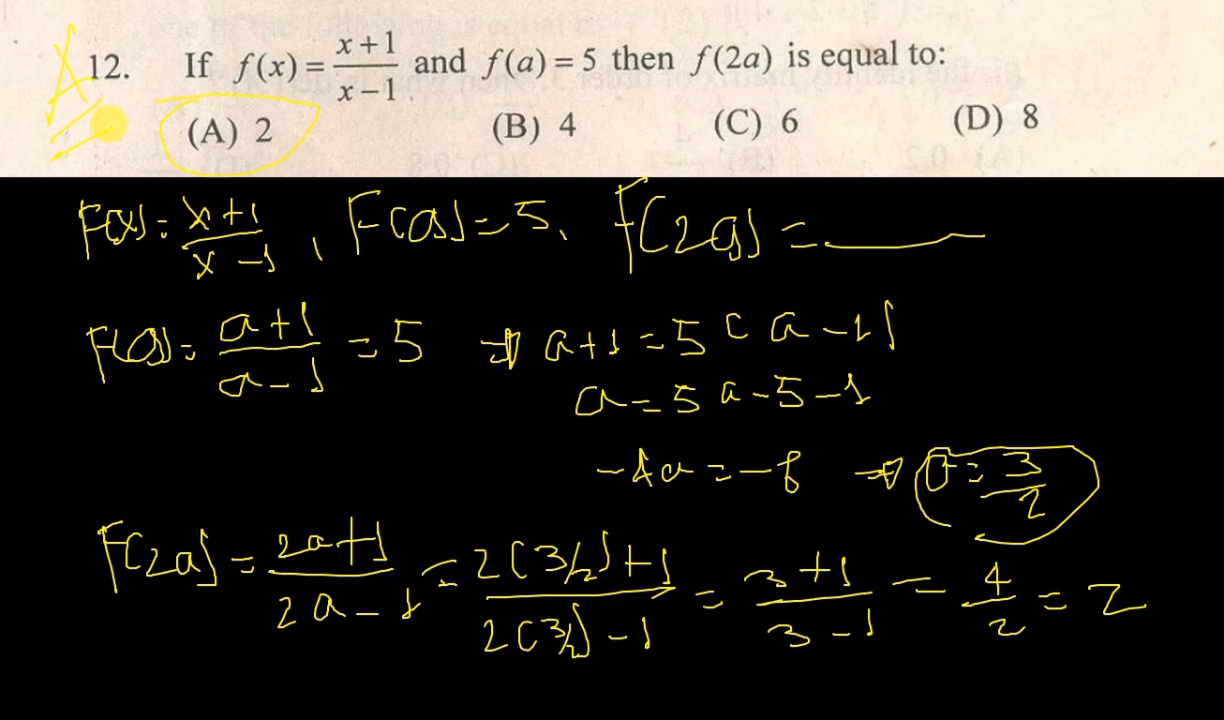 A 12. If f(x) = (x+1)/(x−1) and f(a) = 5 then f(2a) is equal to:
(A) 2 (B) 4 (C) 6 (D) 8
F(x) = (x+1)/(x−1), F(a) = 5, F(2a) = ____
F(a) = (a+1)/(a−1) = 5 ⇒ a+1 = 5(a−1)
a = 5a−5−1
−4a = −6 ⇒ a = 3/2
F(2a) = (2a+1)/(2a−1) = (2(3/2)+1)/(2(3/2)−1) = (3+1)/(3−1) = 4/2 = 2